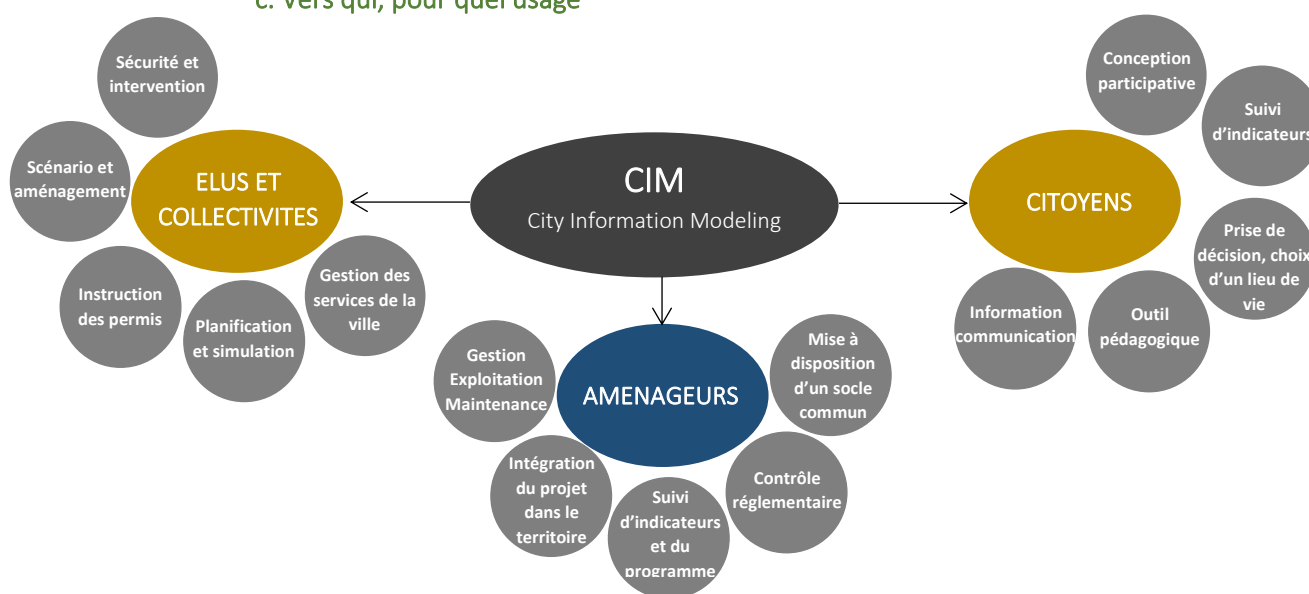 c. Vers qui, pour quel usage
Sécurité et
intervention
Scénario et
aménagement
Instruction
des permis
Planification
et simulation
Gestion des
services de la
ville
ELUS ET
COLLECTIVITES
CIM
City Information Modeling
CITOYENS
Conception
participative
Suivi
d’indicateurs
Prise de
décision, choix
d’un lieu de
vie
Outil
pédagogique
Information
communication
AMENAGEURS
Gestion
Exploitation
Maintenance
Intégration
du projet
dans le
territoire
Suivi
d’indicateurs
et du
programme
Contrôle
réglementaire
Mise à
disposition
d’un socle
commun